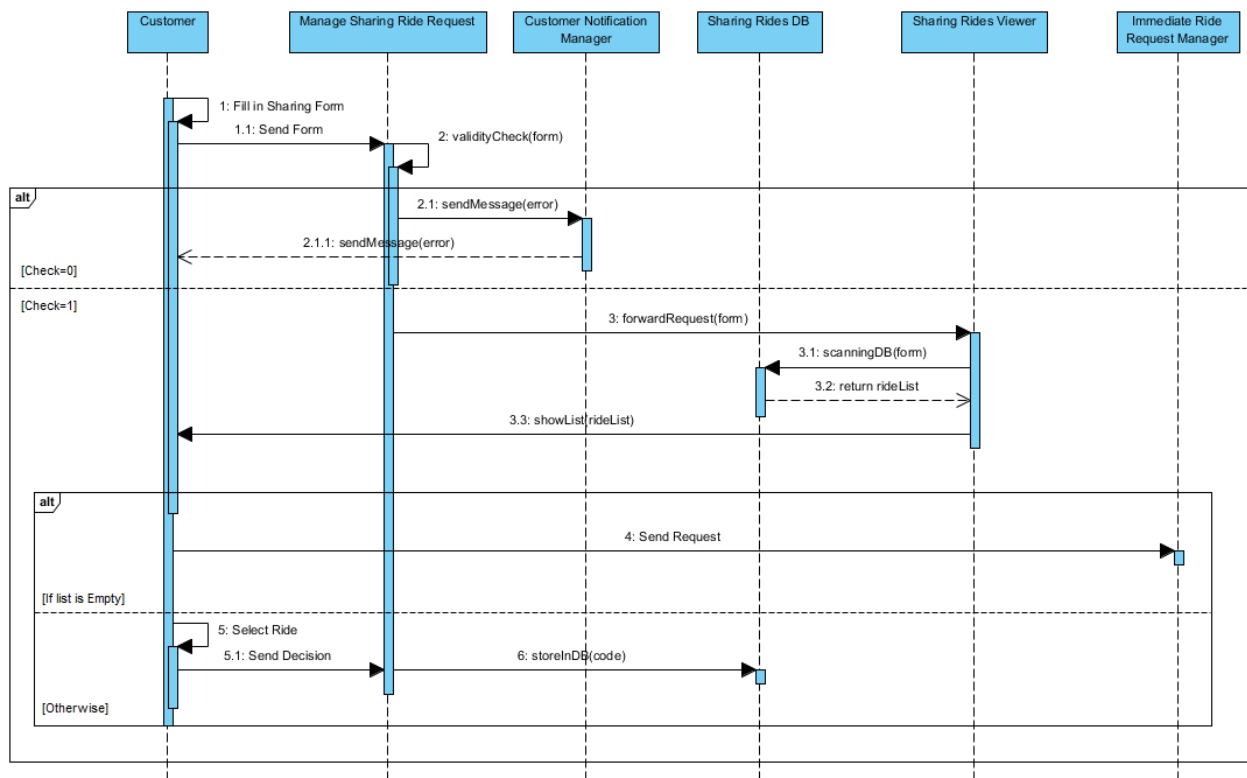 Customer
Manage Sharing Ride Request
Customer Notification
Manager
Sharing Rides DB
Sharing Rides Viewer
Immediate Ride
Request Manager
1: Fill in Sharing Form
1.1: Send Form
2: validityCheck(form)
alt
2.1: sendMessage(error)
2.1.1: sendMessage(error)
[Check=0]
[Check=1]
3: forwardRequest(form)
3.1: scanningDB(form)
3.2: return rideList
3.3: showList(rideList)
alt
4: Send Request
[If list is Empty]
5: Select Ride
5.1: Send Decision
6: storeInDB(code)
[Otherwise]